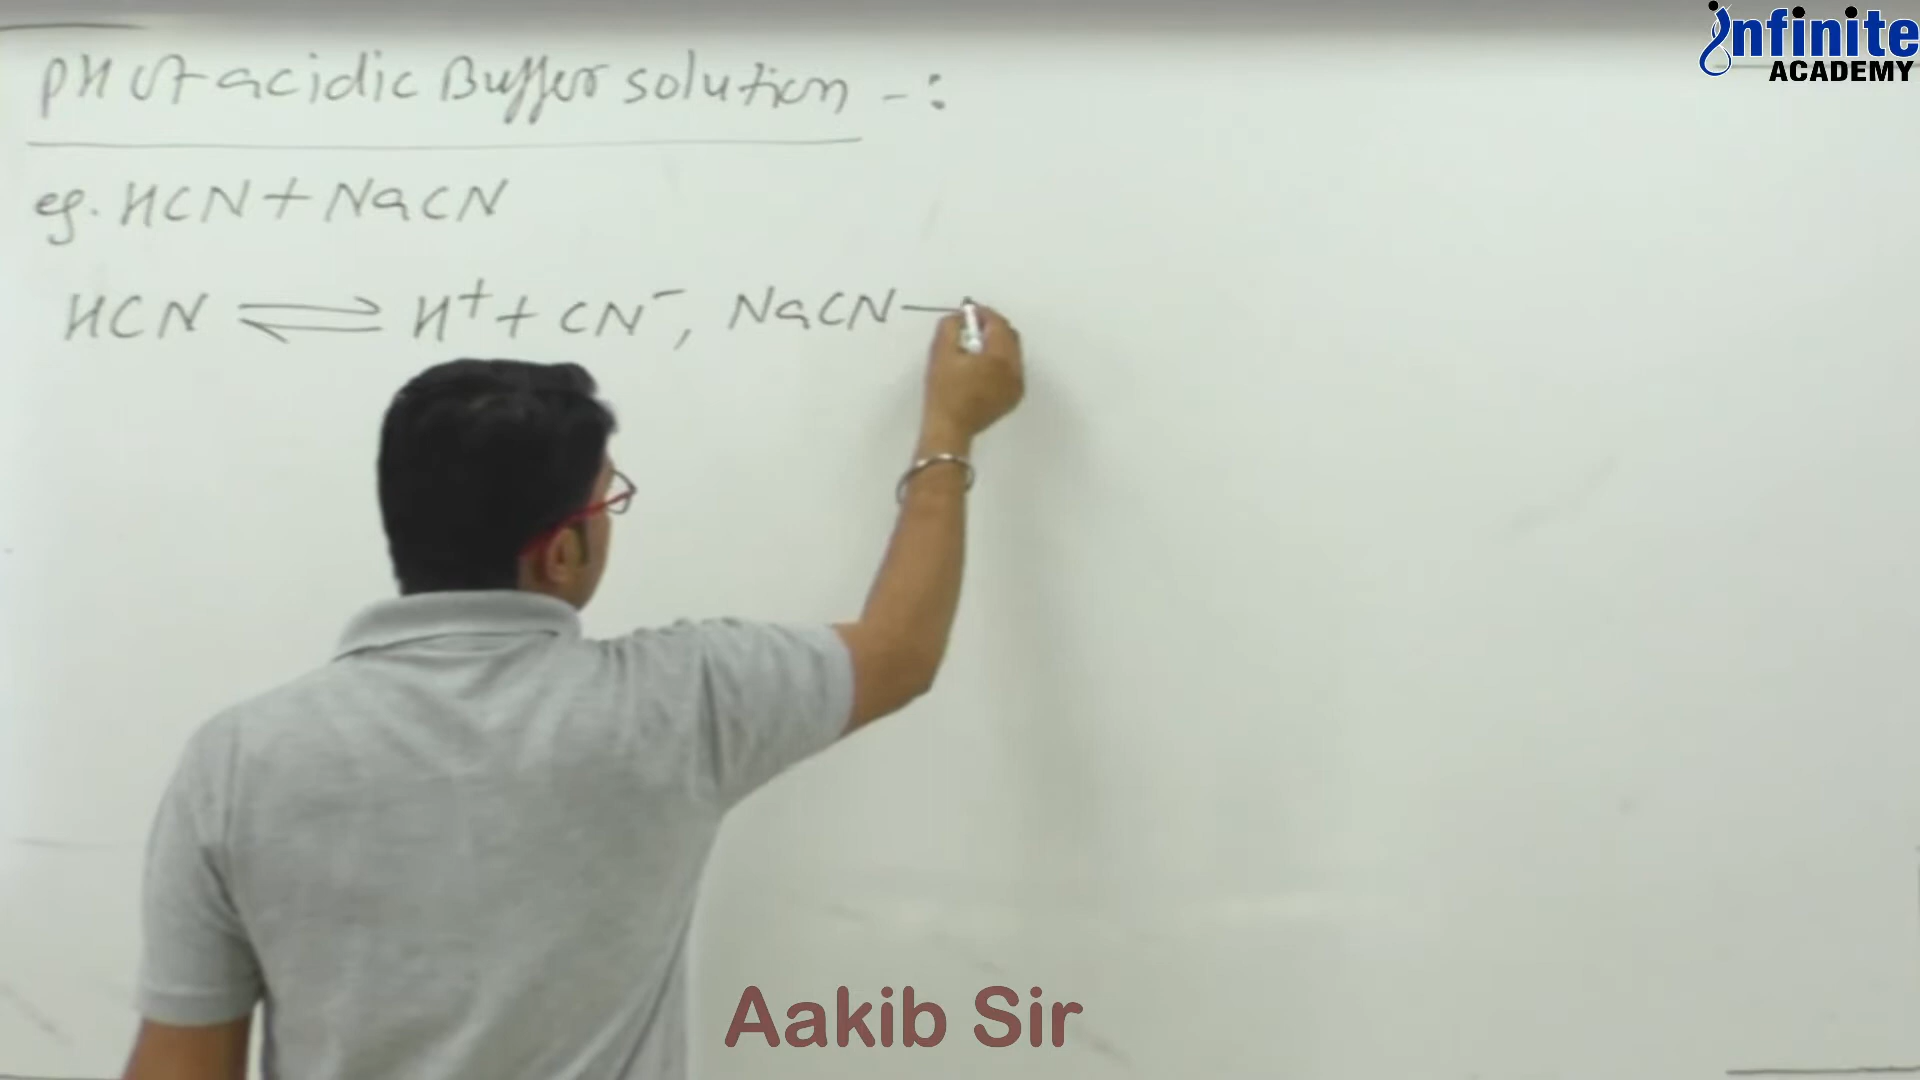 infinite
ACADEMY
PH of acidic Buffer solution -:
eg. HCN + NaCN
HCN ⇌ H⁺ + CN⁻, NaCN —
Aakib Sir